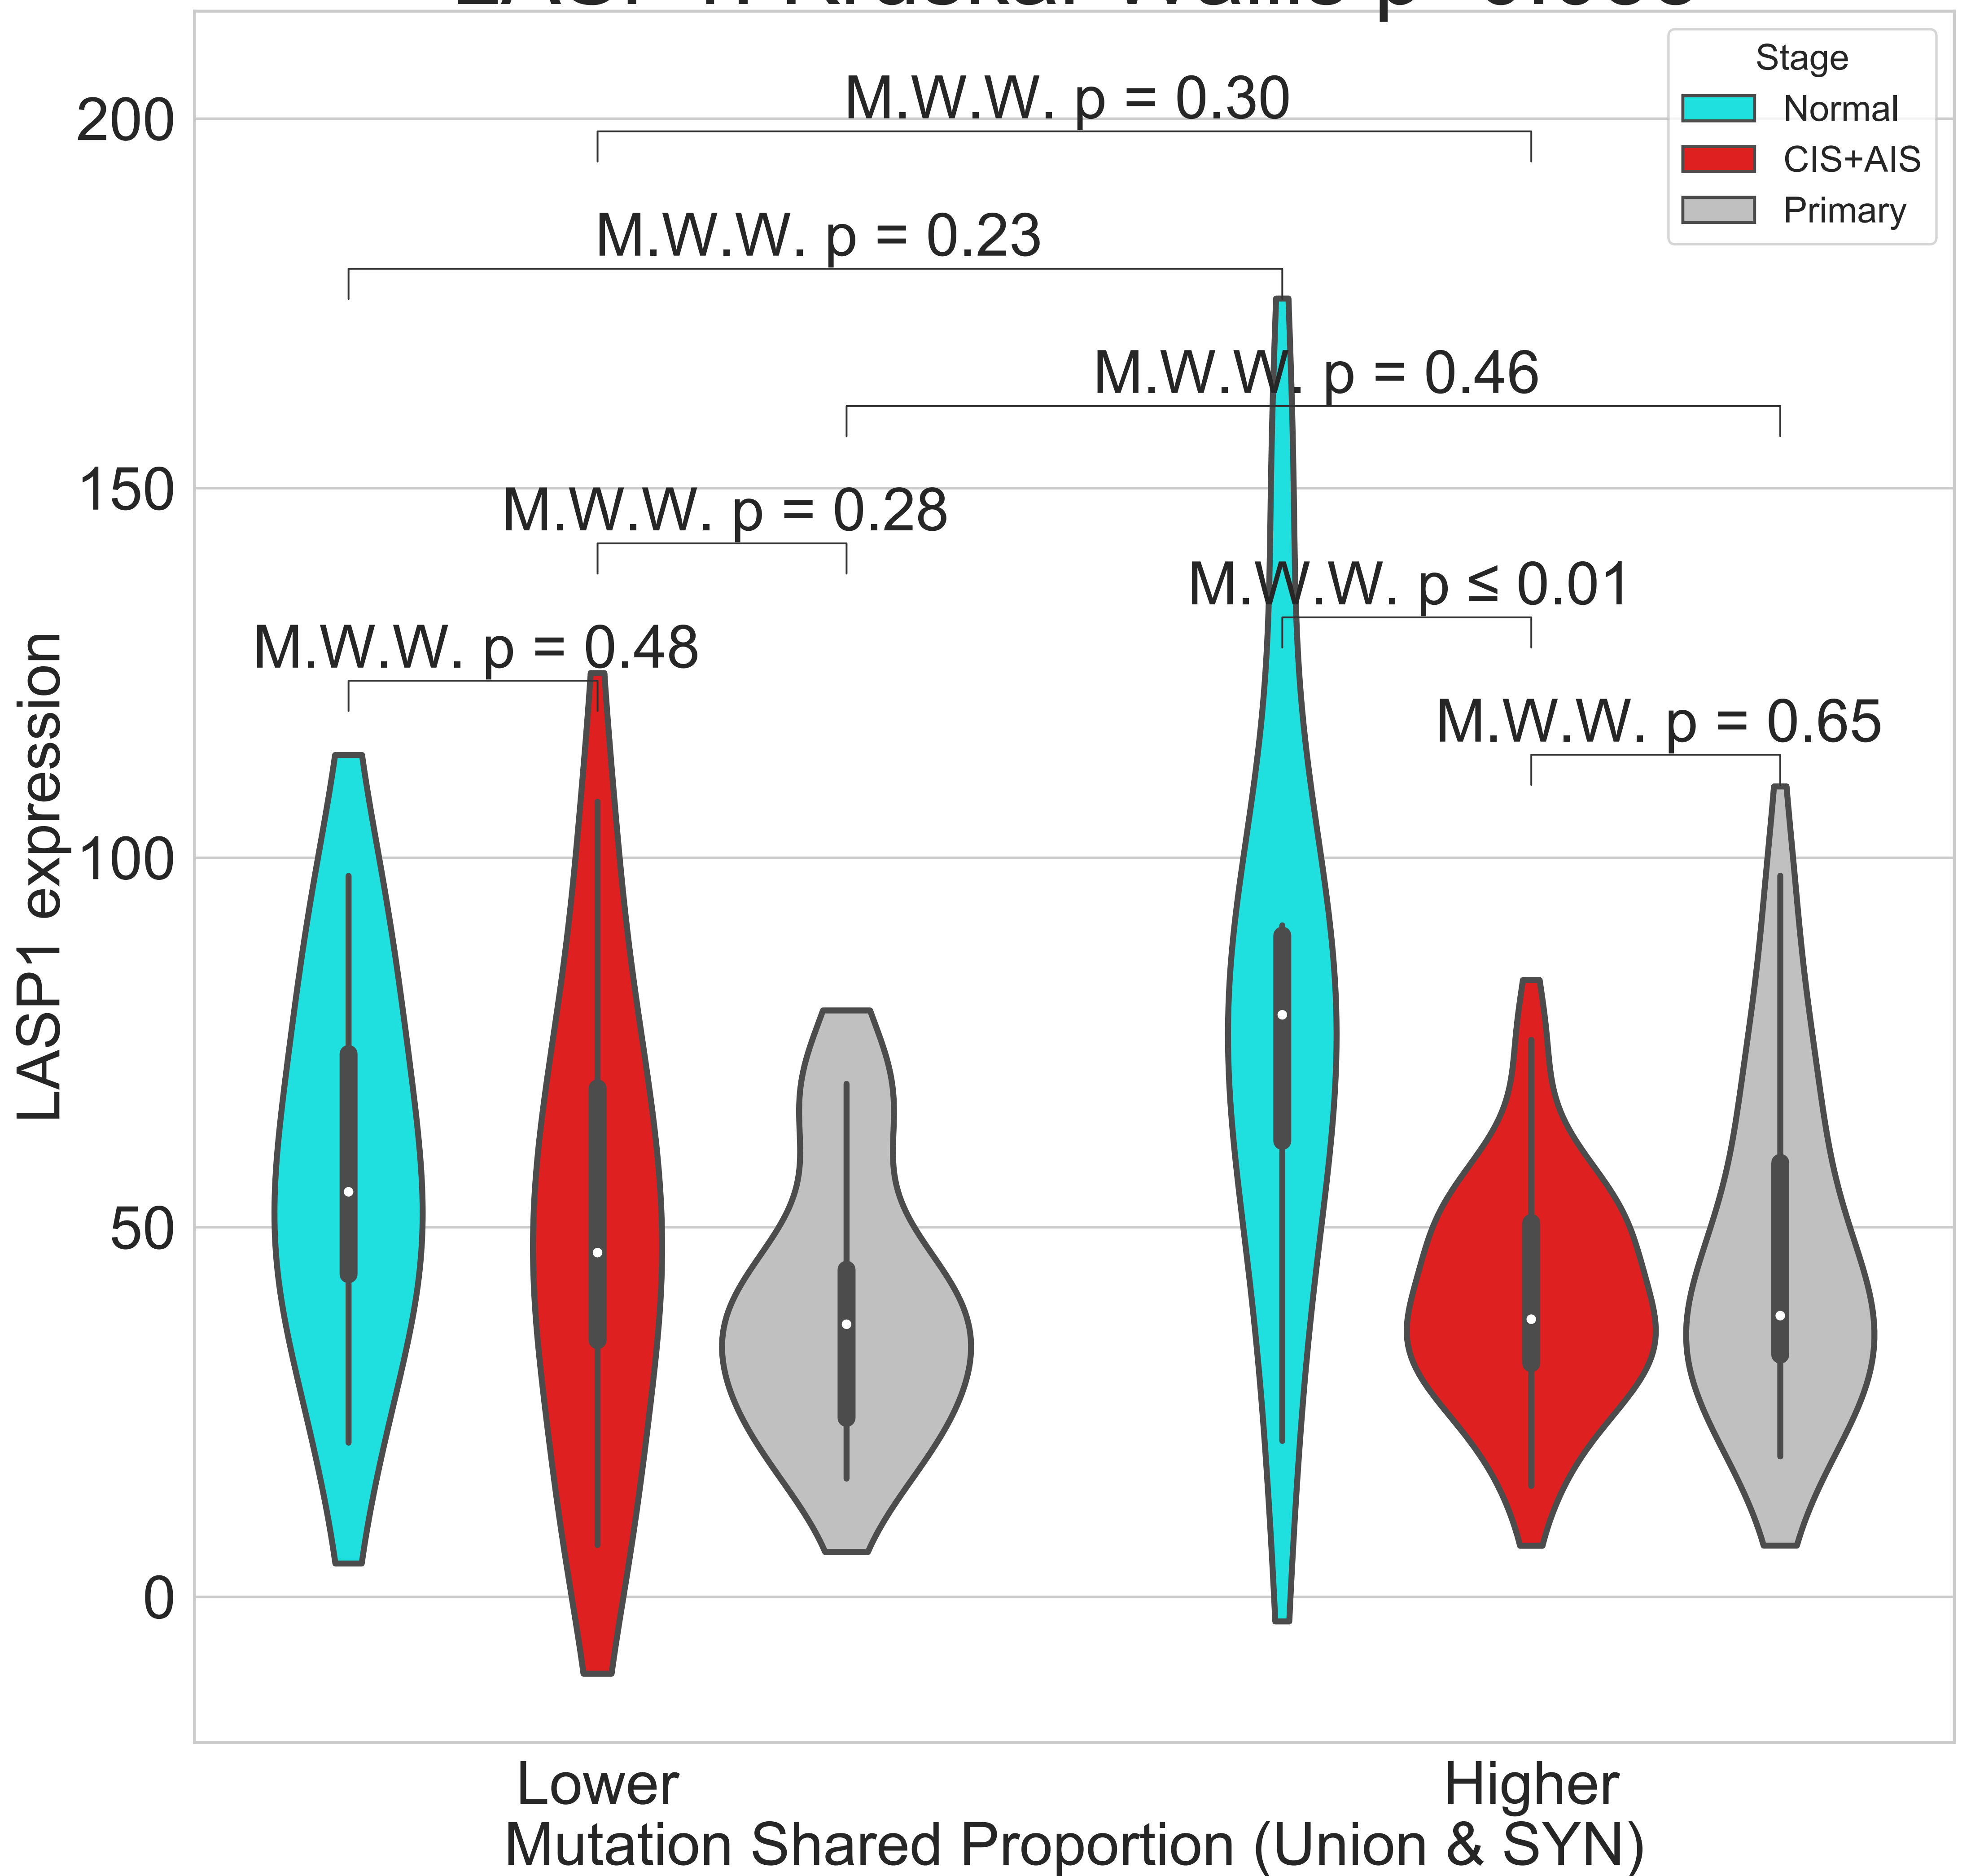 Stage
Normal
CIS+AIS
Primary
M.W.W. p = 0.30
M.W.W. p = 0.23
M.W.W. p = 0.46
M.W.W. p = 0.28
M.W.W. p ≤ 0.01
M.W.W. p = 0.48
M.W.W. p = 0.65
200
150
100
50
0
LASP1 expression
Lower
Higher
Mutation Shared Proportion (Union & SYN)